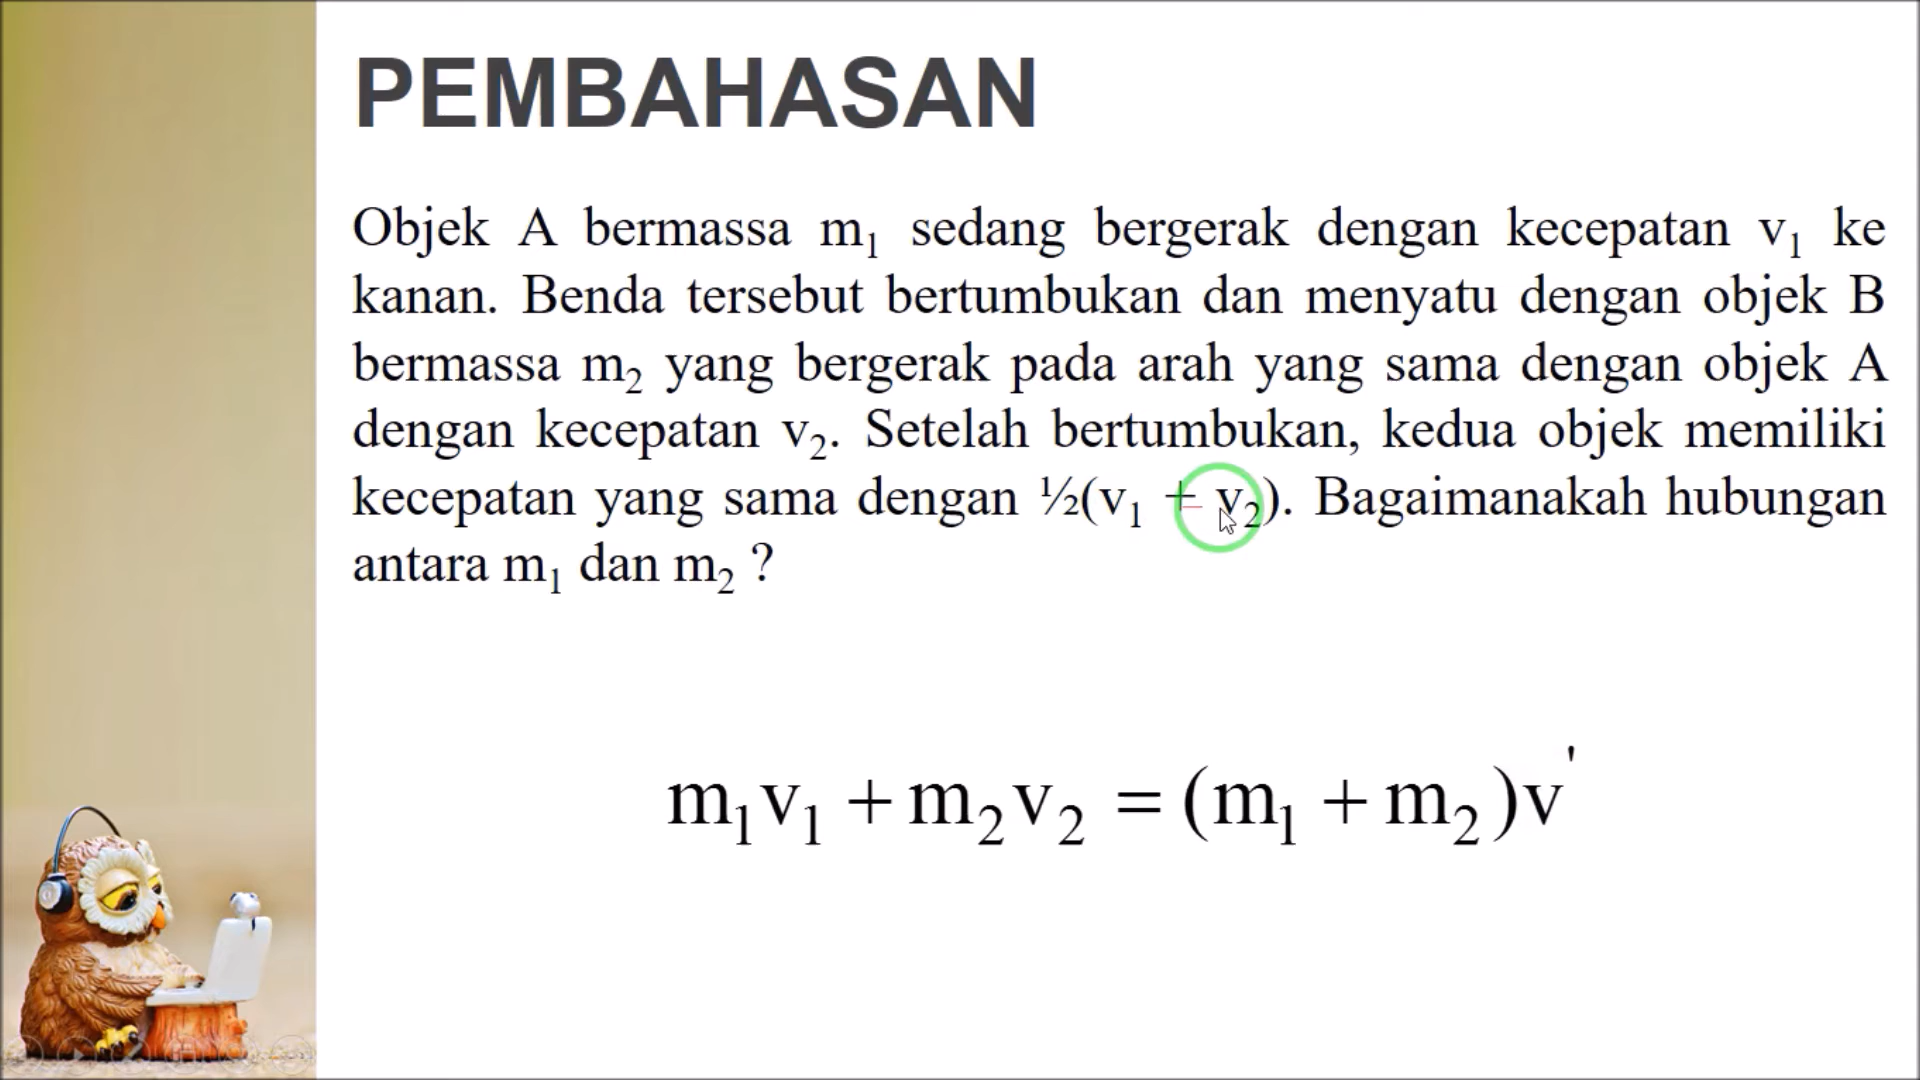 PEMBAHASAN
Objek A bermassa m₁ sedang bergerak dengan kecepatan v₁ ke
kanan. Benda tersebut bertumbukan dan menyatu dengan objek B
bermassa m₂ yang bergerak pada arah yang sama dengan objek A
dengan kecepatan v₂. Setelah bertumbukan, kedua objek memiliki
kecepatan yang sama dengan ½(v₁ + v₂). Bagaimanakah hubungan
antara m₁ dan m₂ ?
m₁v₁ + m₂v₂ = (m₁ + m₂)v'